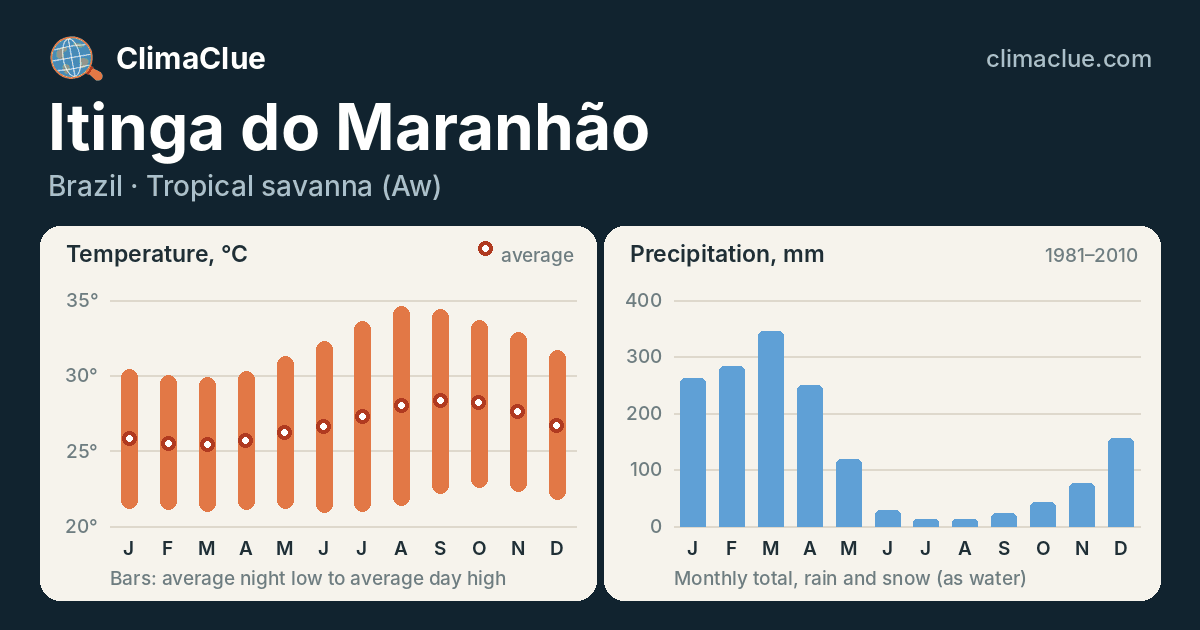 ClimaClue
climaclue.com
Itinga do Maranhão
Brazil · Tropical savanna (Aw)
Temperature, °C
average
35°
30°
25°
20°
J F M A M J J A S O N D
Bars: average night low to average day high
Precipitation, mm
1981–2010
400
300
200
100
0
J F M A M J J A S O N D
Monthly total, rain and snow (as water)